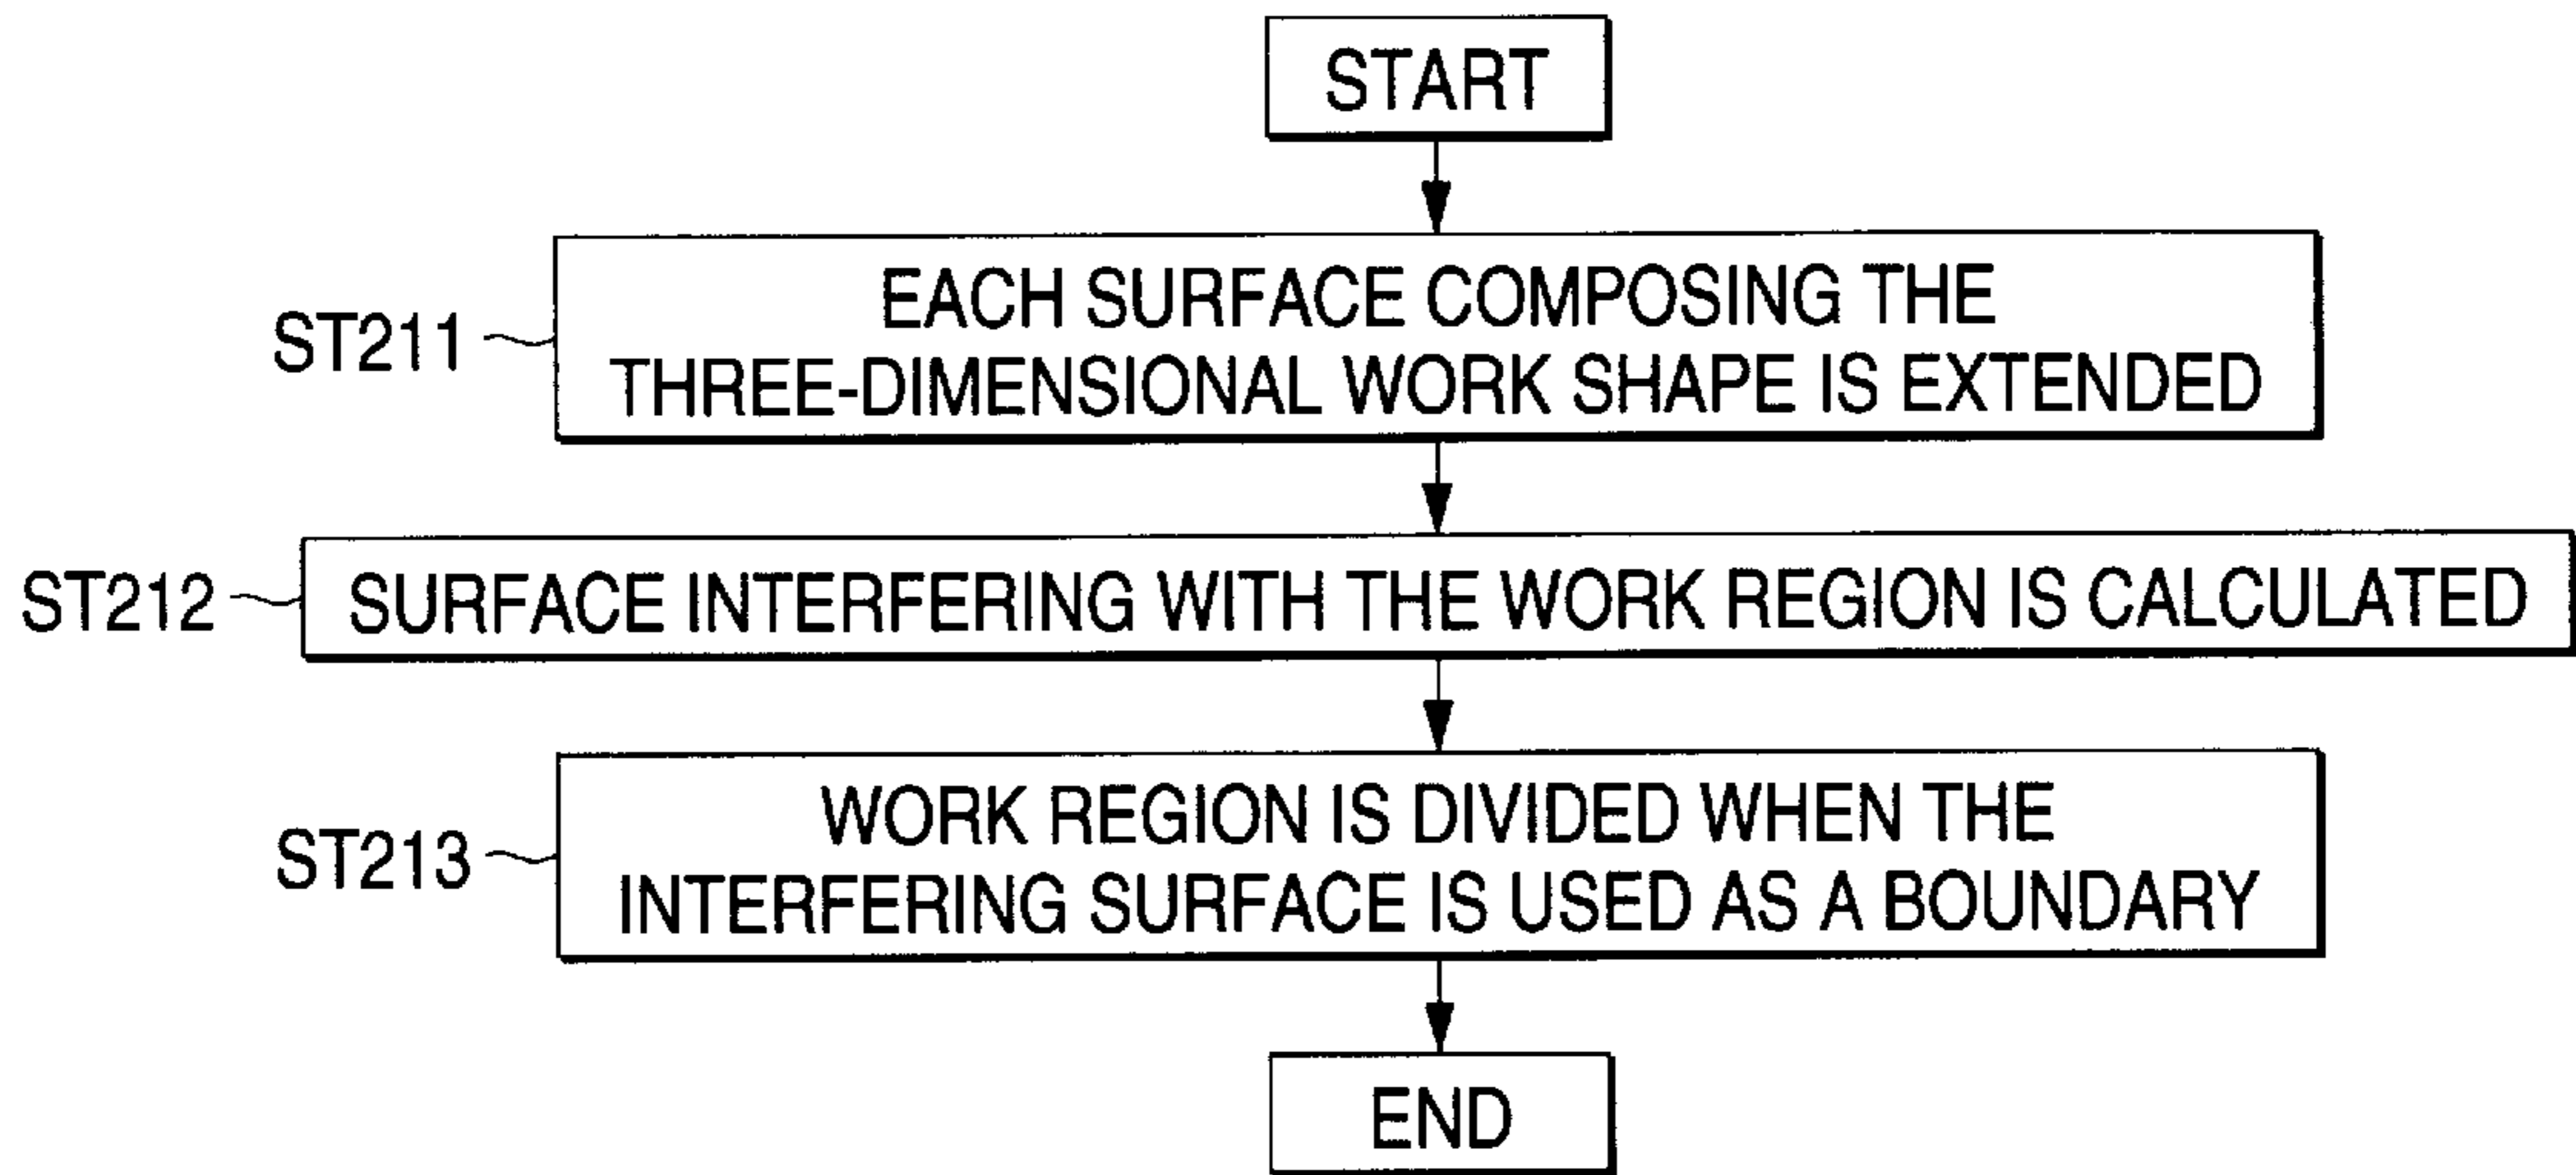 START
EACH SURFACE COMPOSING THE
THREE-DIMENSIONAL WORK SHAPE IS EXTENDED
ST211
ST212
SURFACE INTERFERING WITH THE WORK REGION IS CALCULATED
WORK REGION IS DIVIDED WHEN THE
INTERFERING SURFACE IS USED AS A BOUNDARY
ST213
END